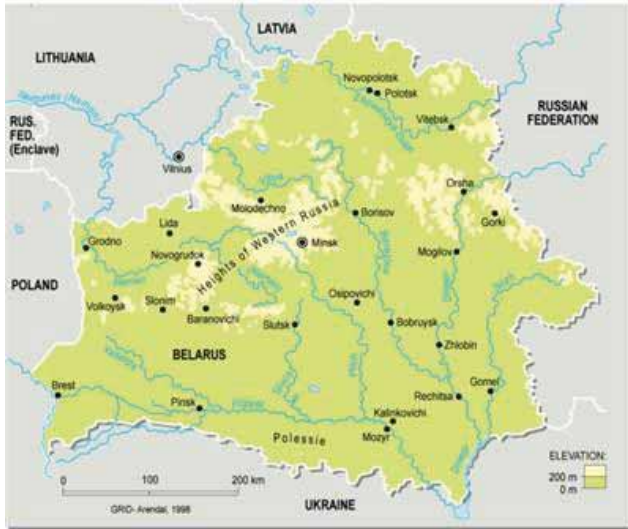 LATVIA
LITHUANIA
Novopolotsk
Polotsk
Vitebsk
RUSSIAN
FEDERATION
RUS.
FED.
(Enclave)
Vilnius
Orsha
Molodechno
Borisov
Gorki
Heights of Western Russia
Lida
Grodno
Minsk
Mogilov
Novogrudok
POLAND
Volkoysk
Slonim
Baranovichi
Osipovichi
Slutsk
Bobruysk
Zhlobin
BELARUS
Brest
Pinsk
Rechitsa
Gomel
Kalinkovichi
Mozyr
Polessie
ELEVATION:
200 m
0 m
0 100 200 km
GRID- Arendal, 1998
UKRAINE